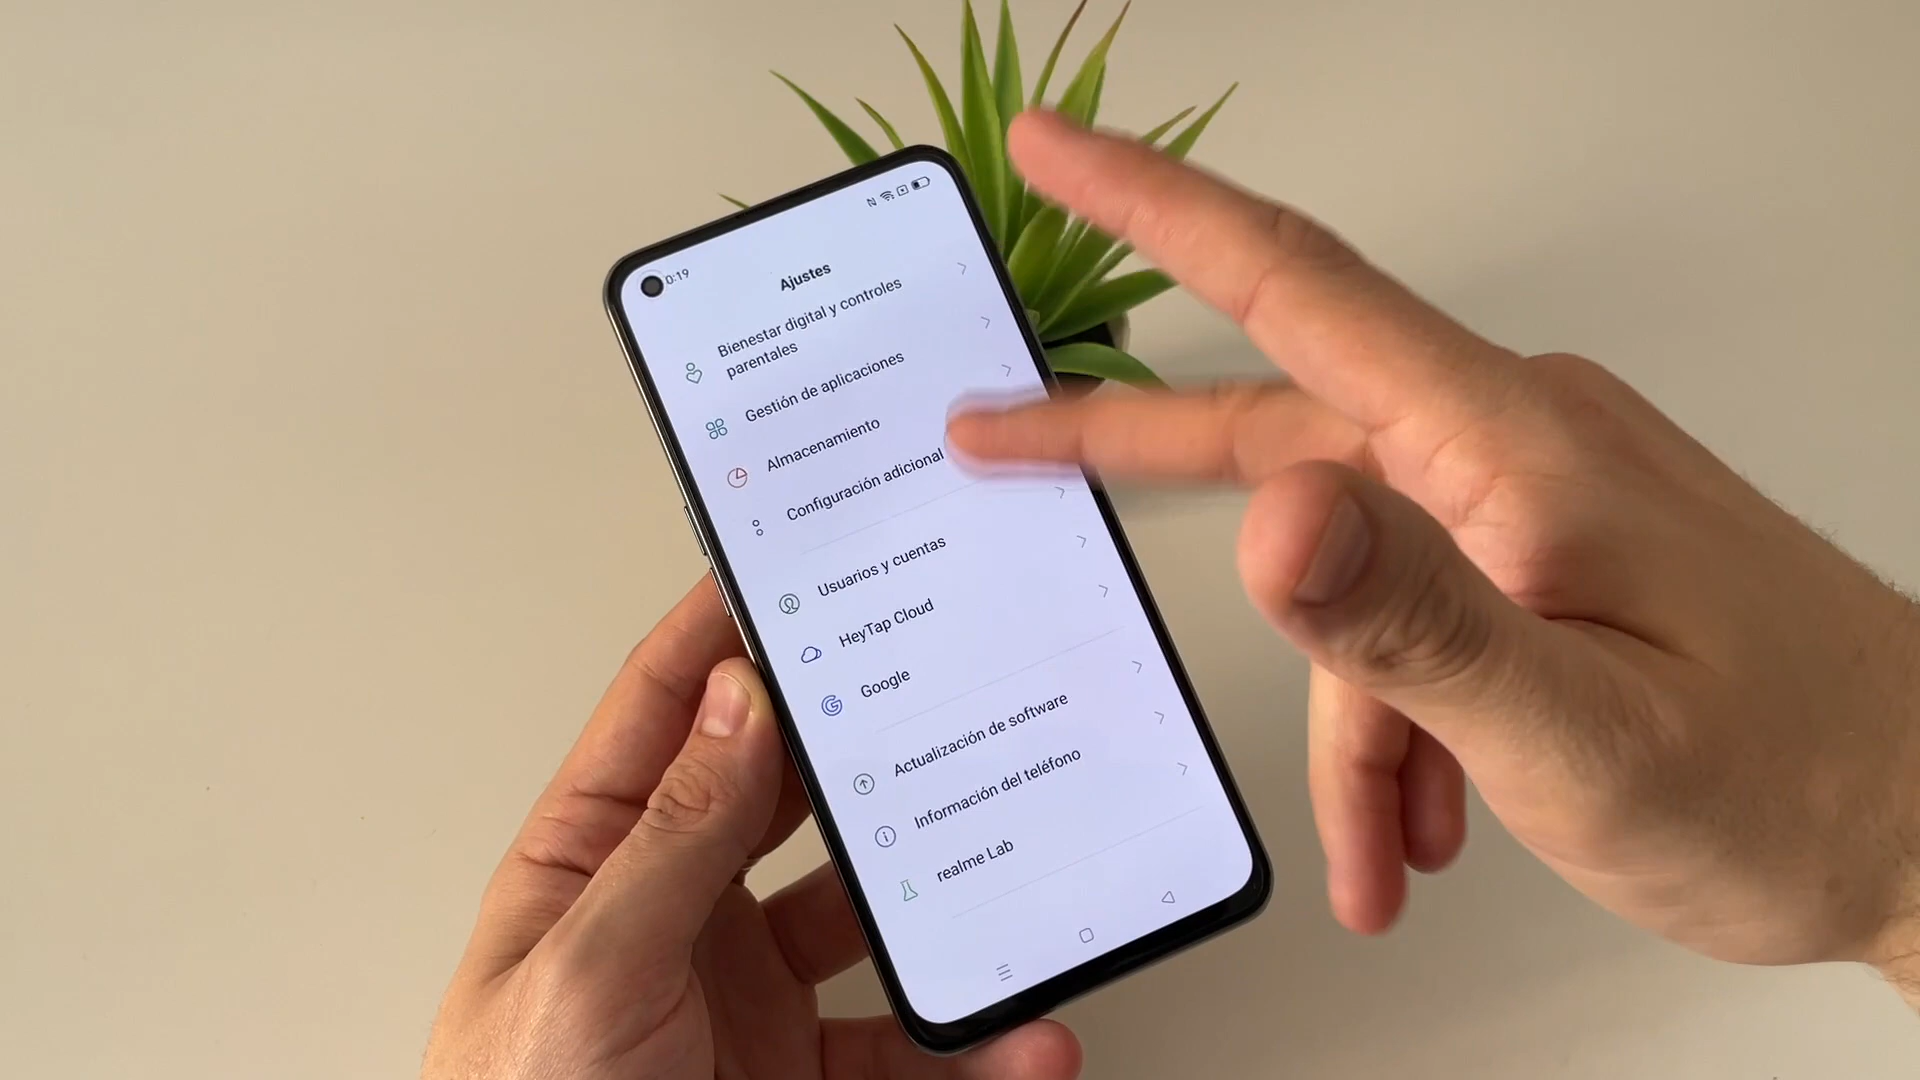 0:19
Ajustes
Bienestar digital y controles
parentales
Gestión de aplicaciones
Almacenamiento
Configuración adicional
Usuarios y cuentas
HeyTap Cloud
Google
Actualización de software
Información del teléfono
realme Lab